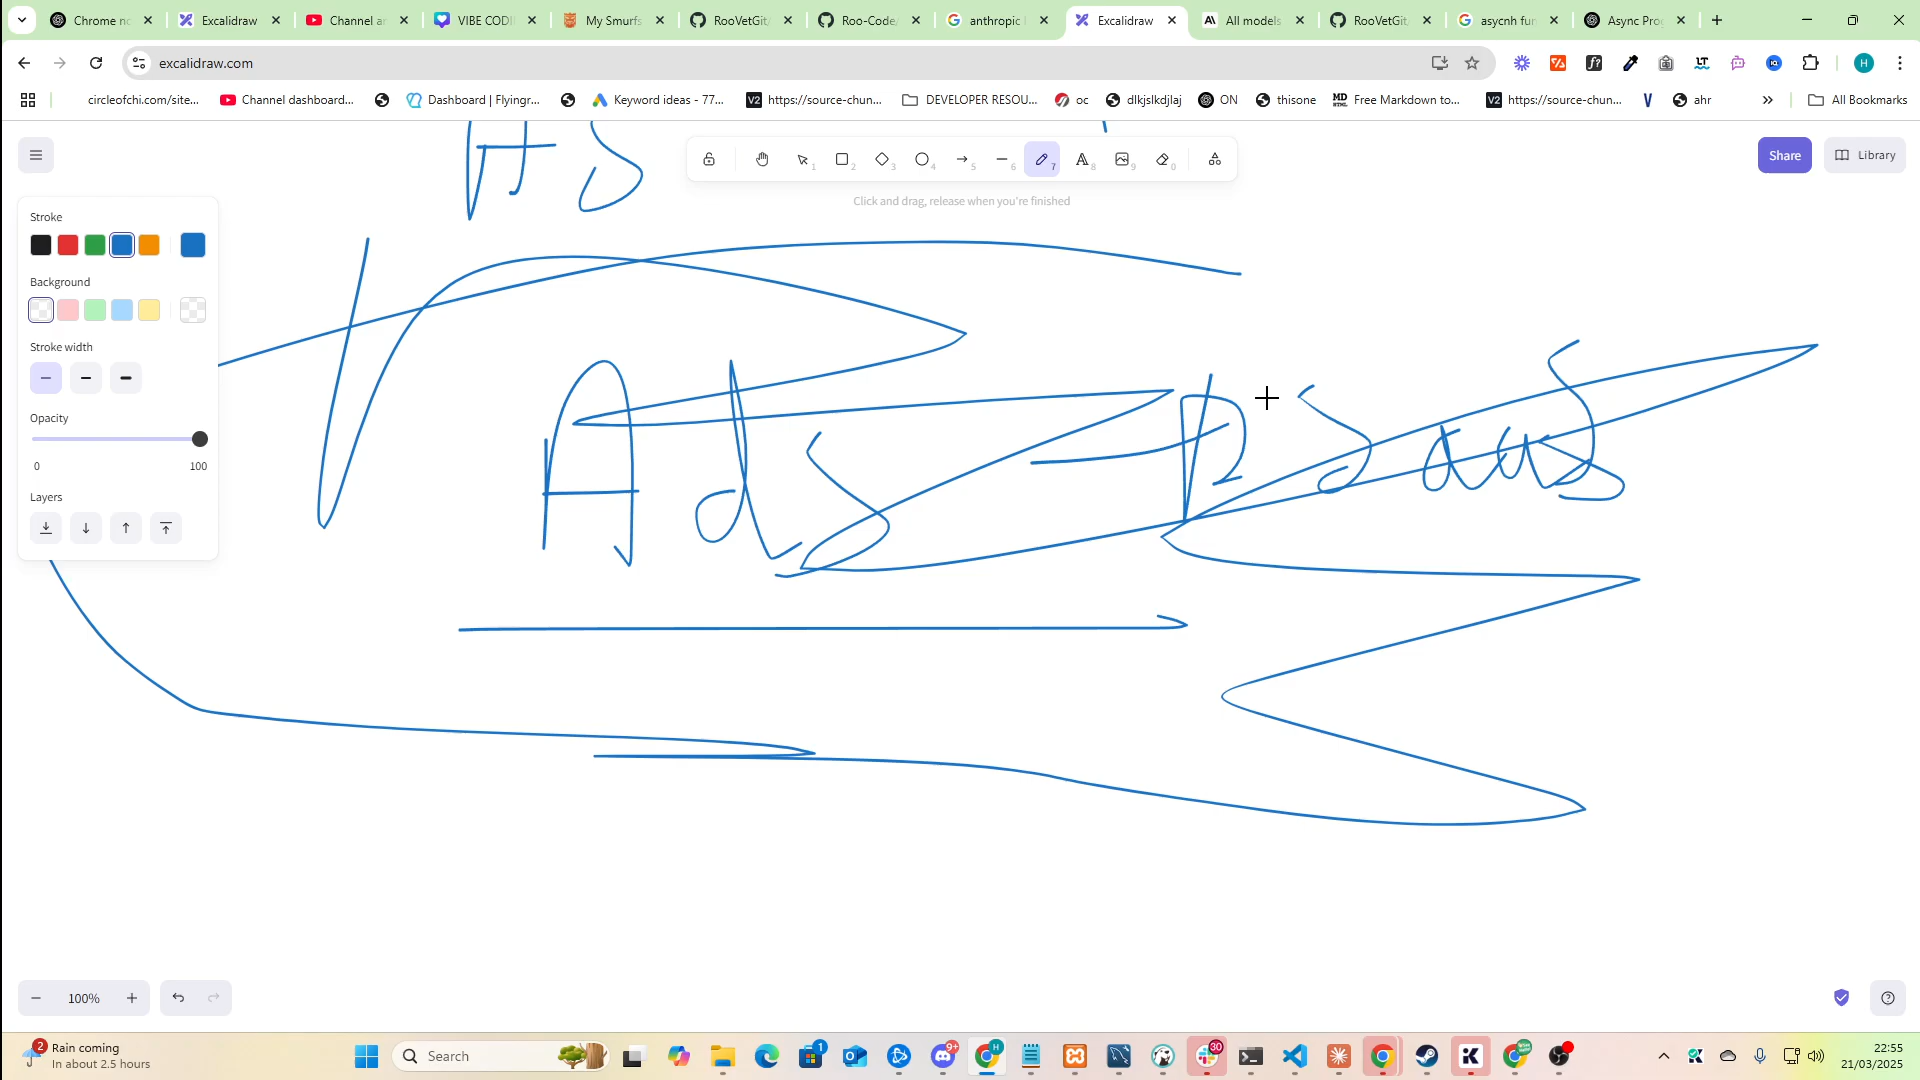 Chrome no
Excalidraw
Channel an
VIBE CODI
My Smurfs
RooVetGit/
Roo-Code/
anthropic
Excalidraw
All models
RooVetGit/
asycnh fun
Async Prog
excalidraw.com
circleofchi.com/site...
Channel dashboard...
Dashboard | Flyingr...
Keyword ideas - 77...
https://source-chun...
DEVELOPER RESOU...
oc
dlkjslkdjlaj
ON
thisone
Free Markdown to...
https://source-chun...
ahr
All Bookmarks
Share
Library
Click and drag, release when you're finished
Stroke
Background
Stroke width
Opacity
0 100
Layers
Ads
100%
Rain coming
In about 2.5 hours
Search
22:55
21/03/2025